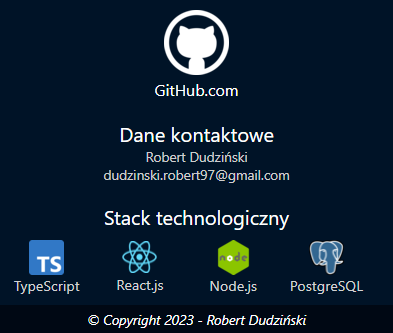 GitHub.com
Dane kontaktowe
Robert Dudziński
dudzinski.robert97@gmail.com
Stack technologiczny
TS
node
TypeScript React.js Node.js PostgreSQL
© Copyright 2023 - Robert Dudziński